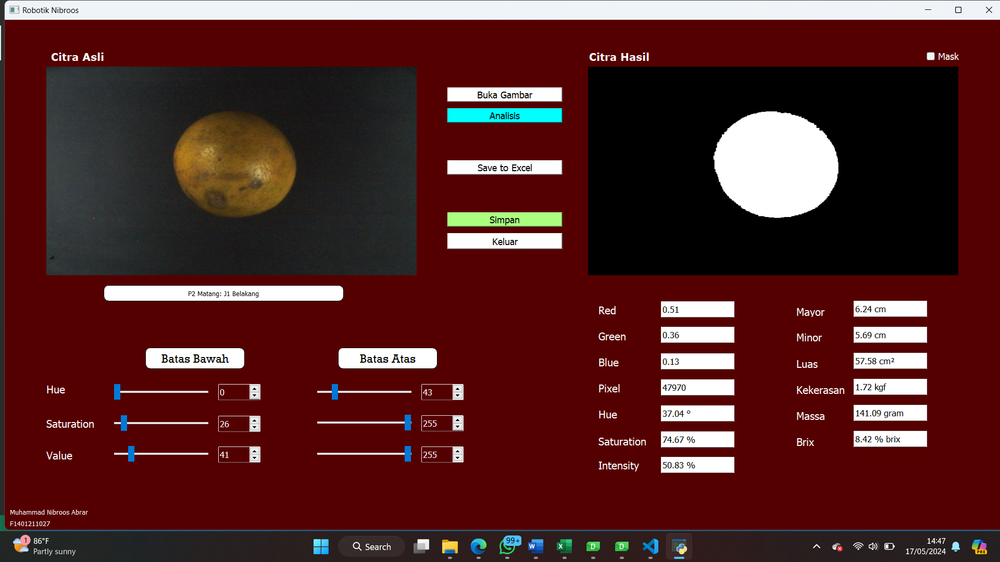 Robotik Nibroos
Citra Asli
Citra Hasil
Mask
Buka Gambar
Analisis
Save to Excel
Simpan
Keluar
P2 Matang: J1 Belakang
Batas Bawah
Batas Atas
Hue
0
43
Saturation
26
255
Value
41
255
Red
0.51
Green
0.36
Blue
0.13
Pixel
47970
Hue
37.04 °
Saturation
74.67 %
Intensity
50.83 %
Mayor
6.24 cm
Minor
5.69 cm
Luas
57.58 cm²
Kekerasan
1.72 kgf
Massa
141.09 gram
Brix
8.42 % brix
Muhammad Nibroos Abrar
F1401211027
1
86°F
Partly sunny
Search
99+
W
X
D
D
14:47
17/05/2024
PRE